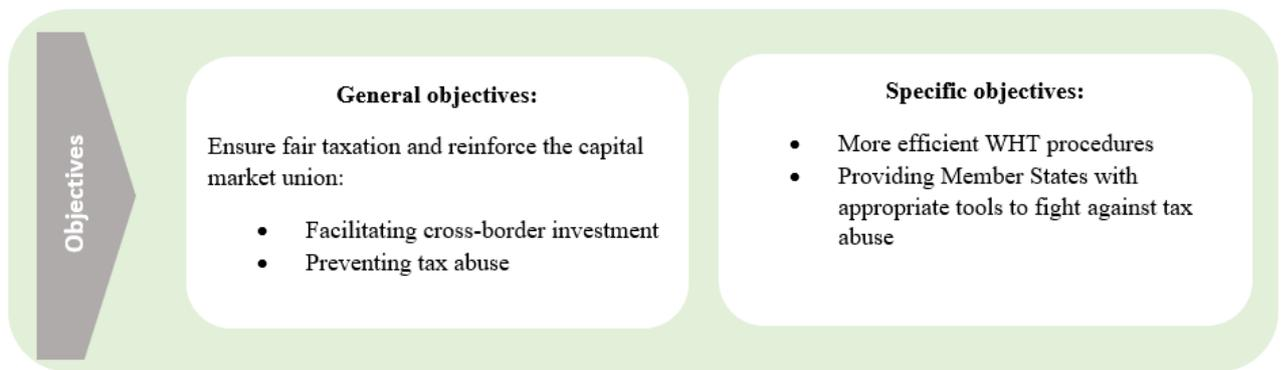 Objectives
General objectives:
Ensure fair taxation and reinforce the capital
market union:
• Facilitating cross-border investment
• Preventing tax abuse
Specific objectives:
• More efficient WHT procedures
• Providing Member States with
appropriate tools to fight against tax
abuse